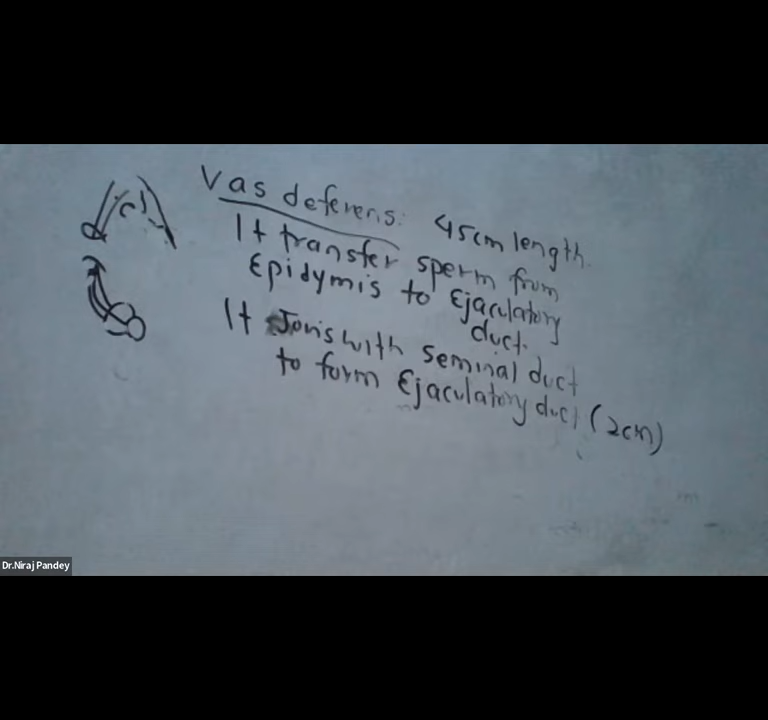 Vas deferens: 45cm length.
It transfer sperm from
Epidymis to Ejaculatory
duct.
It Jonis with seminal duct
to form Ejaculatory duct (2cm)
Dr.Niraj Pandey